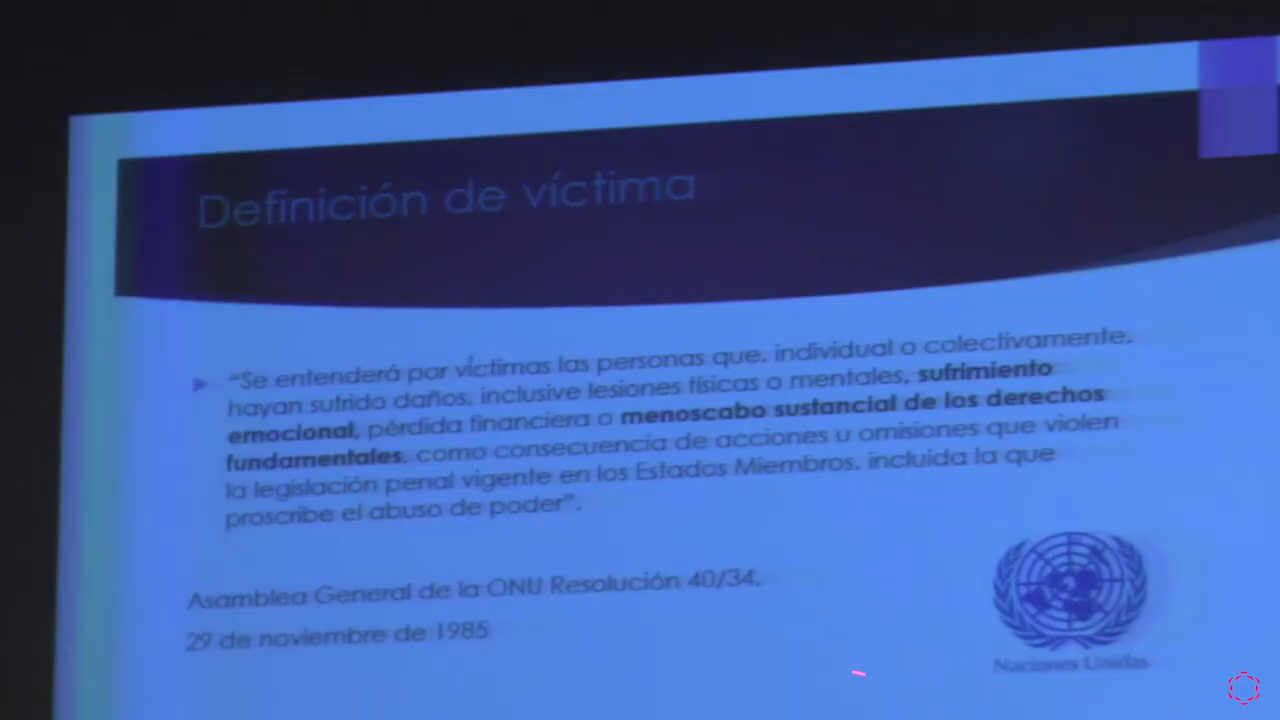 Definición de víctima
“Se entenderá por víctimas las personas que, individual o colectivamente,
hayan sufrido daños, inclusive lesiones físicas o mentales, sufrimiento
emocional, pérdida financiera o menoscabo sustancial de los derechos
fundamentales, como consecuencia de acciones u omisiones que violen
la legislación penal vigente en los Estados Miembros, incluida la que
proscribe el abuso de poder”.
Asamblea General de la ONU Resolución 40/34,
29 de noviembre de 1985
Naciones Unidas